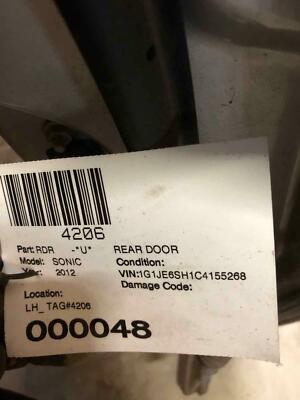 4206
Part: RDR -*U* REAR DOOR
Model: SONIC Condition:
Year: 2012 VIN:1G1JE6SH1C4155268
Damage Code:
Location:
LH_ TAG#4206
000048